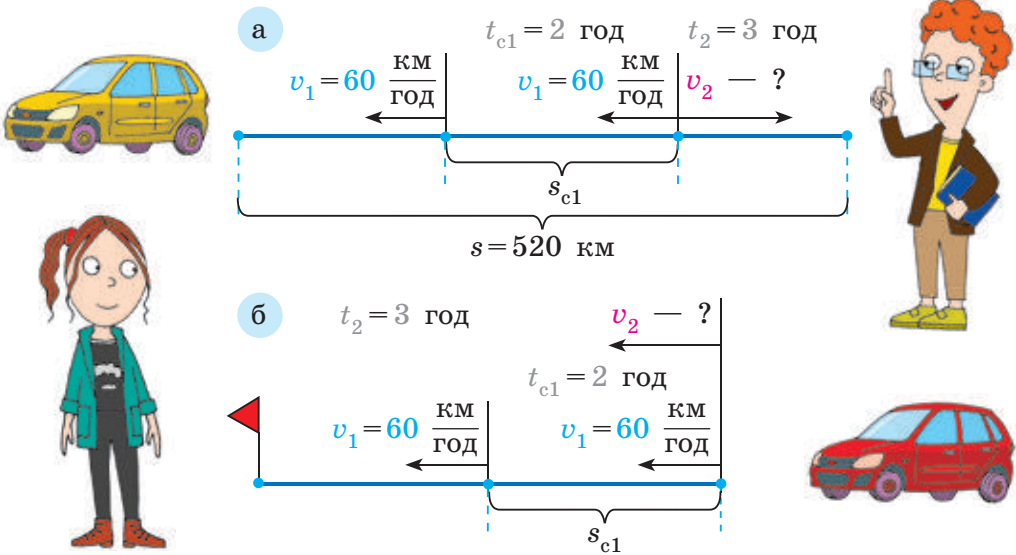 а
t_c1 = 2 год t_2 = 3 год
v_1 = 60 км/год v_1 = 60 км/год v_2 — ?
s_c1
s = 520 км
б
t_2 = 3 год v_2 — ?
t_c1 = 2 год
v_1 = 60 км/год v_1 = 60 км/год
s_c1